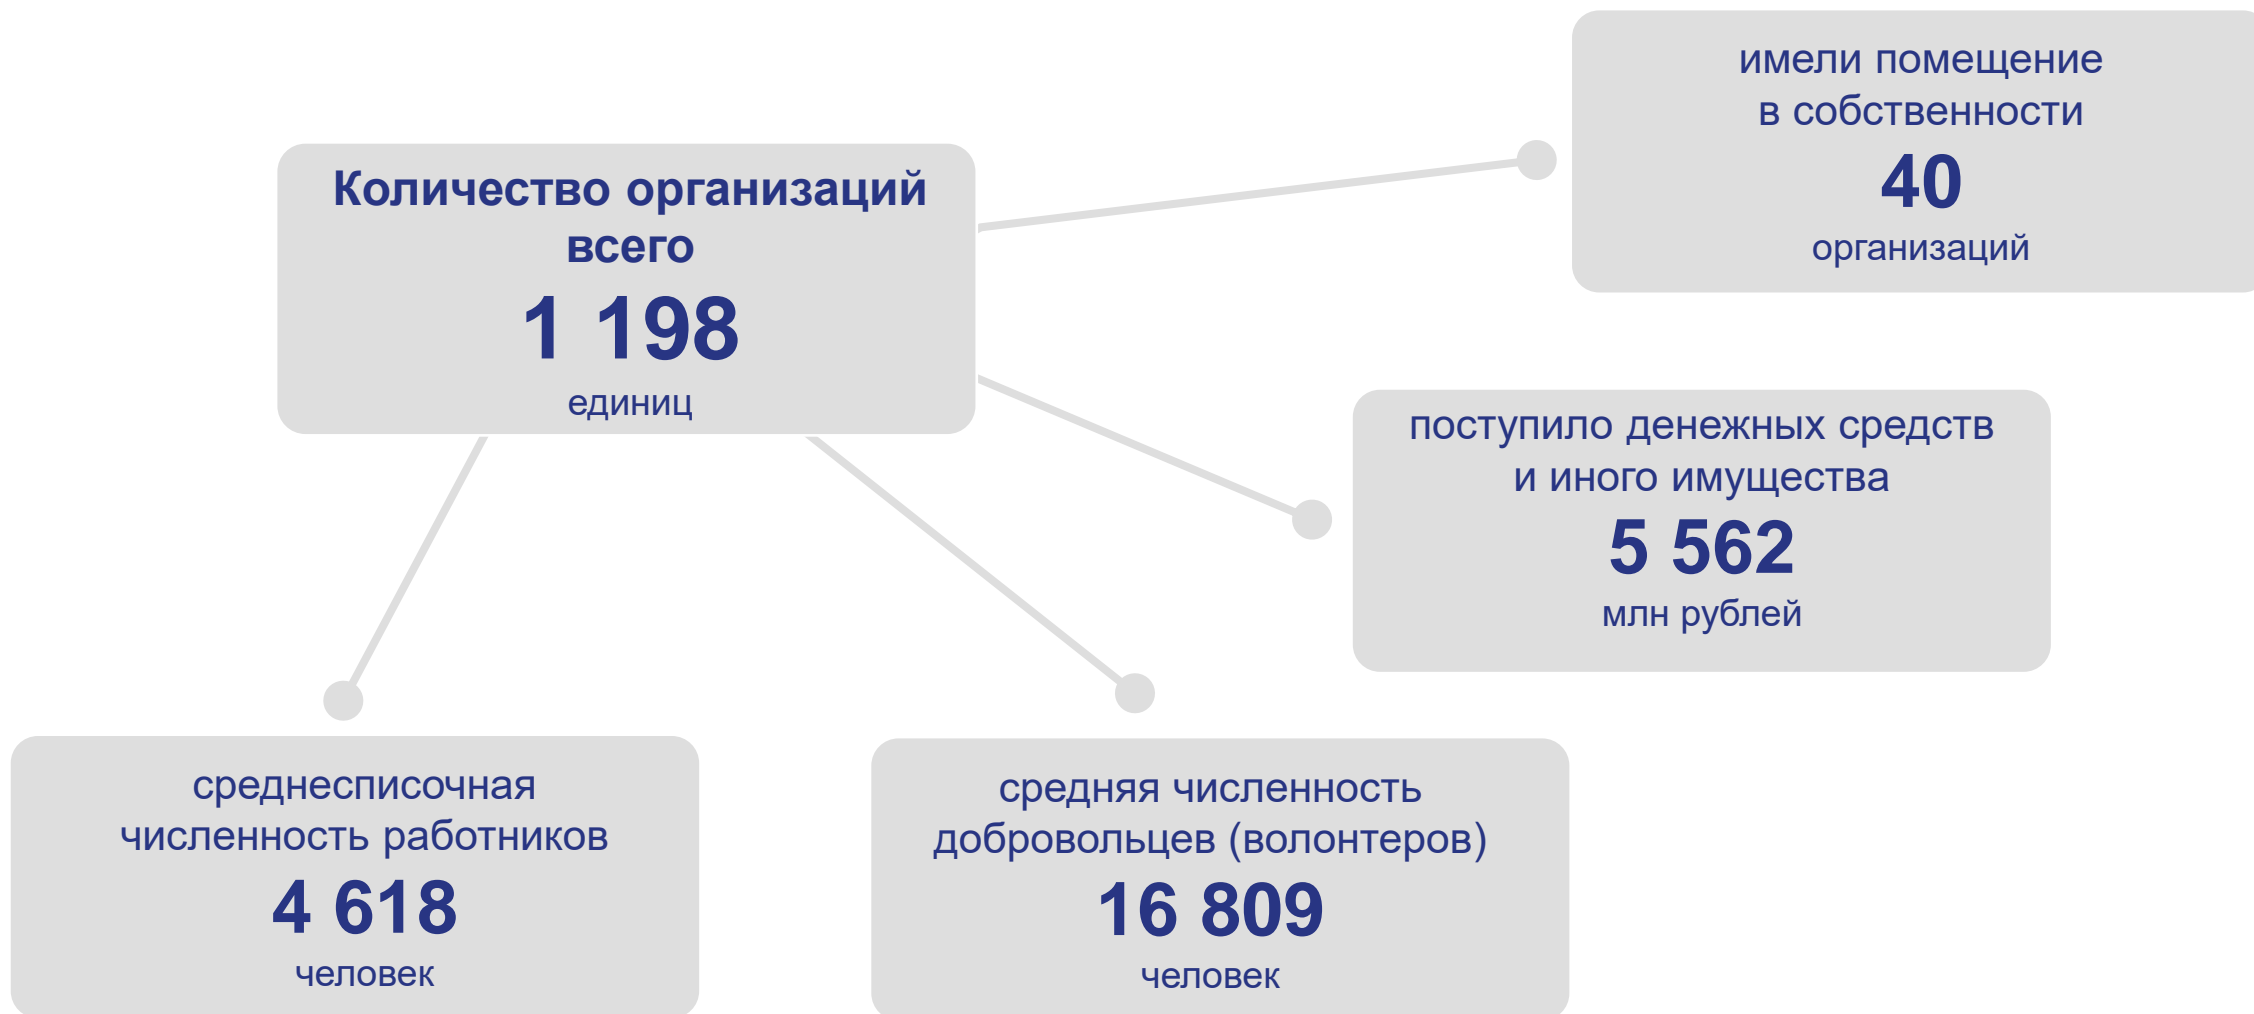 Количество организаций
всего
1 198
единиц
имели помещение
в собственности
40
организаций
поступило денежных средств
и иного имущества
5 562
млн рублей
среднесписочная
численность работников
4 618
человек
средняя численность
добровольцев (волонтеров)
16 809
человек